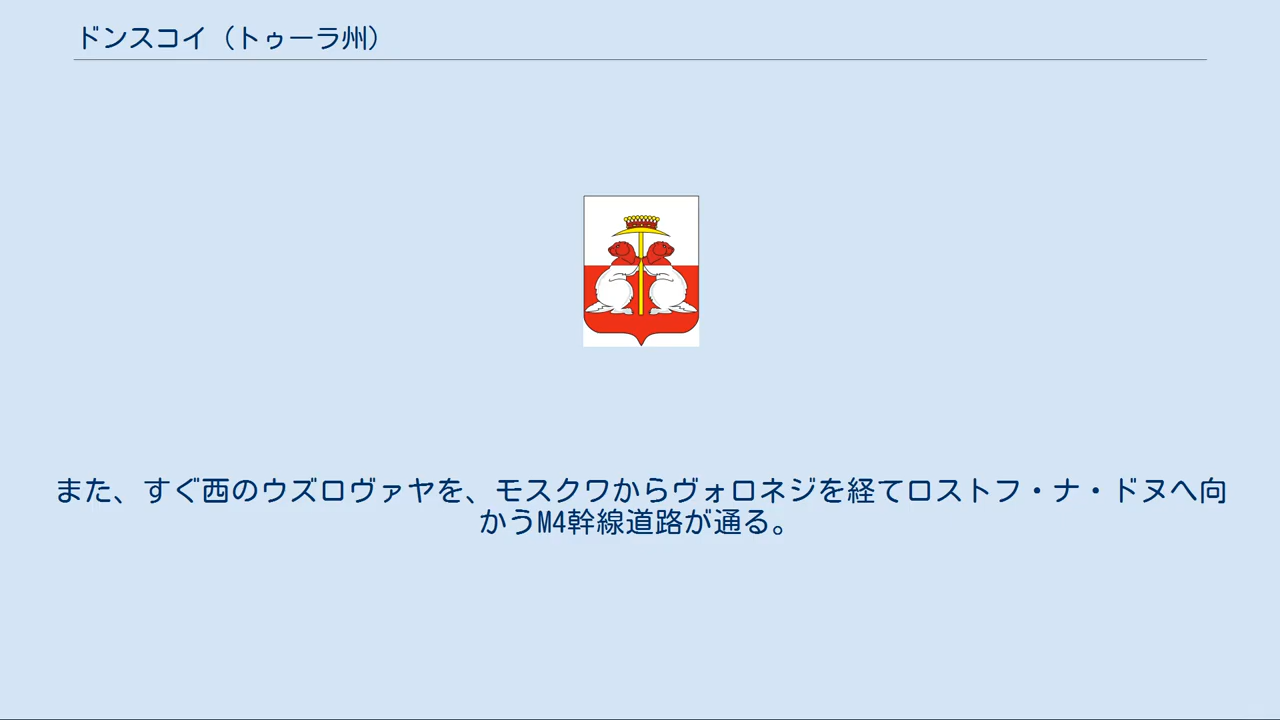 ドンスコイ（トゥーラ州）
また、すぐ西のウズロヴァヤを、モスクワからヴォロネジを経てロストフ・ナ・ドヌへ向
かうM4幹線道路が通る。